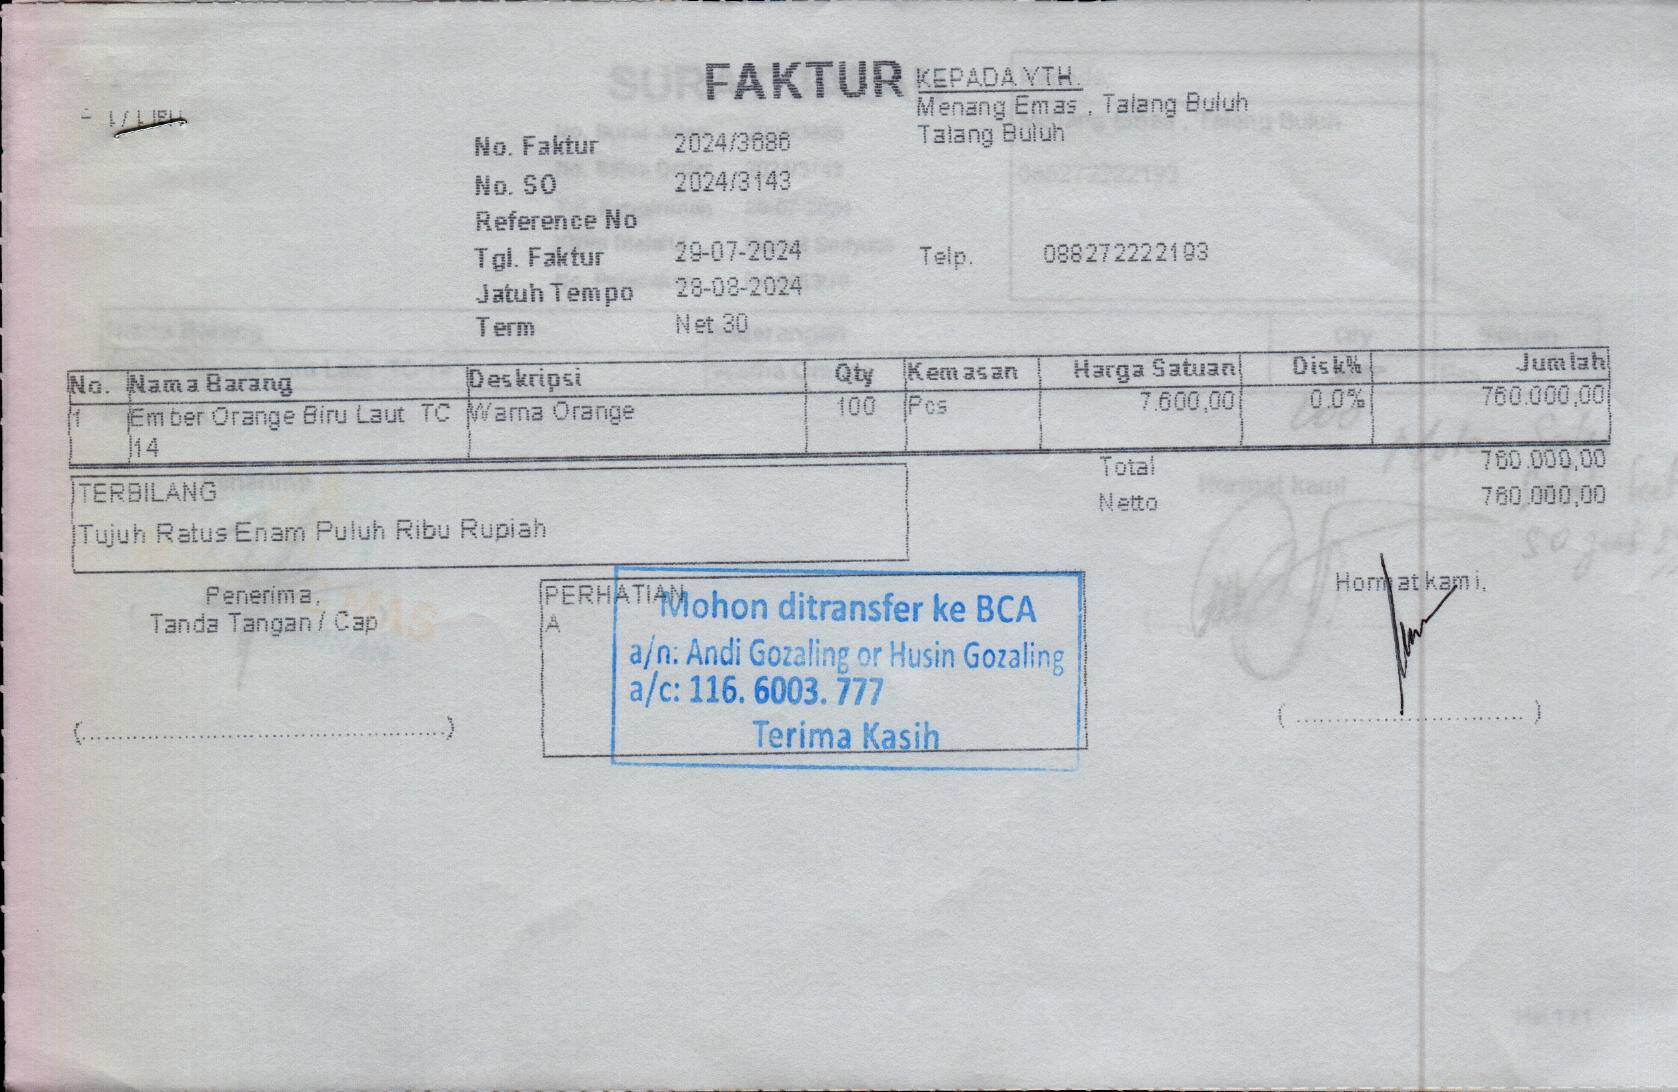 FAKTUR
KEPADA YTH.
Menang Emas , Talang Buluh
Talang Buluh
No. Faktur 2024/3686
No. SO 2024/3143
Reference No
Tgl. Faktur 29-07-2024
Telp. 088272222193
Jatuh Tempo 28-08-2024
Term Net 30
No. Nama Barang Deskripsi Qty Kemasan Harga Satuan Disk% Jumlah
1 Ember Orange Biru Laut TC 14 Warna Orange 100 Pcs 7.600,00 0.0% 760.000,00
Total 760.000,00
Netto 760.000,00
TERBILANG
Tujuh Ratus Enam Puluh Ribu Rupiah
Penerima,
Tanda Tangan / Cap
PERHATIAN
A
Mohon ditransfer ke BCA
a/n: Andi Gozaling or Husin Gozaling
a/c: 116. 6003. 777
Terima Kasih
Hormat kami,